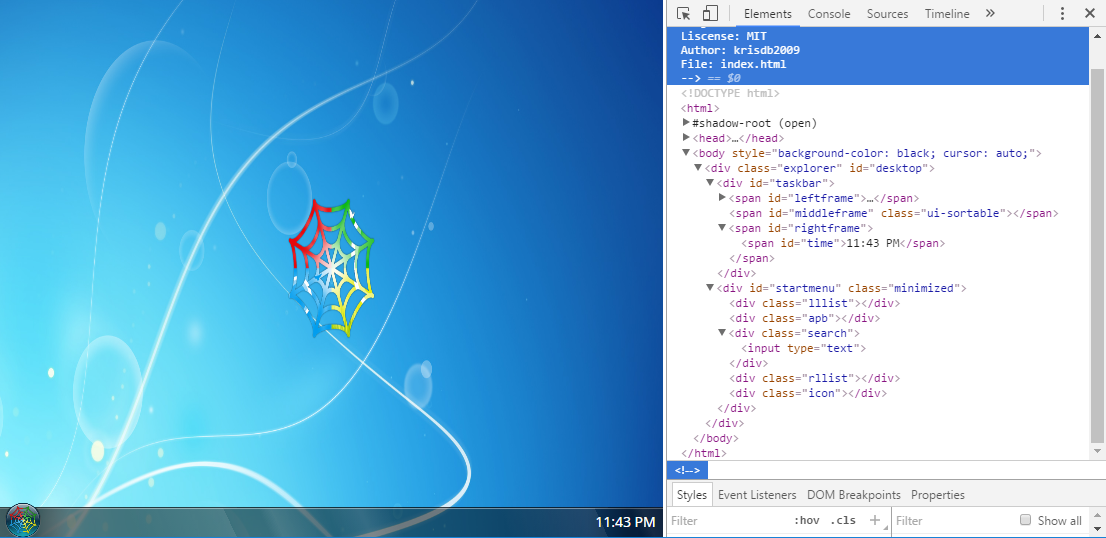 11:43 PM
Elements Console Sources Timeline »
Liscense: MIT
Author: krisdb2009
File: index.html
--> == $0
<!DOCTYPE html>
<html>
▶#shadow-root (open)
▶<head>…</head>
▼<body style="background-color: black; cursor: auto;">
▼<div class="explorer" id="desktop">
▼<div id="taskbar">
▶<span id="leftframe">…</span>
<span id="middleframe" class="ui-sortable"></span>
▼<span id="rightframe">
<span id="time">11:43 PM</span>
</span>
</div>
▼<div id="startmenu" class="minimized">
<div class="lllist"></div>
<div class="apb"></div>
▼<div class="search">
<input type="text">
</div>
<div class="rllist"></div>
<div class="icon"></div>
</div>
</div>
</body>
</html>
<!-->
Styles Event Listeners DOM Breakpoints Properties
Filter :hov .cls + Filter Show all